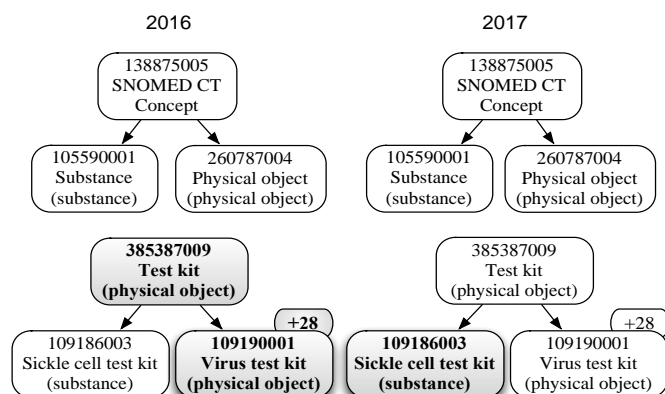 2016
138875005
SNOMED CT
Concept
105590001
Substance
(substance)
260787004
Physical object
(physical object)
385387009
Test kit
(physical object)
+28
109186003
Sickle cell test kit
(substance)
109190001
Virus test kit
(physical object)
2017
138875005
SNOMED CT
Concept
105590001
Substance
(substance)
260787004
Physical object
(physical object)
385387009
Test kit
(physical object)
+28
109186003
Sickle cell test kit
(substance)
109190001
Virus test kit
(physical object)